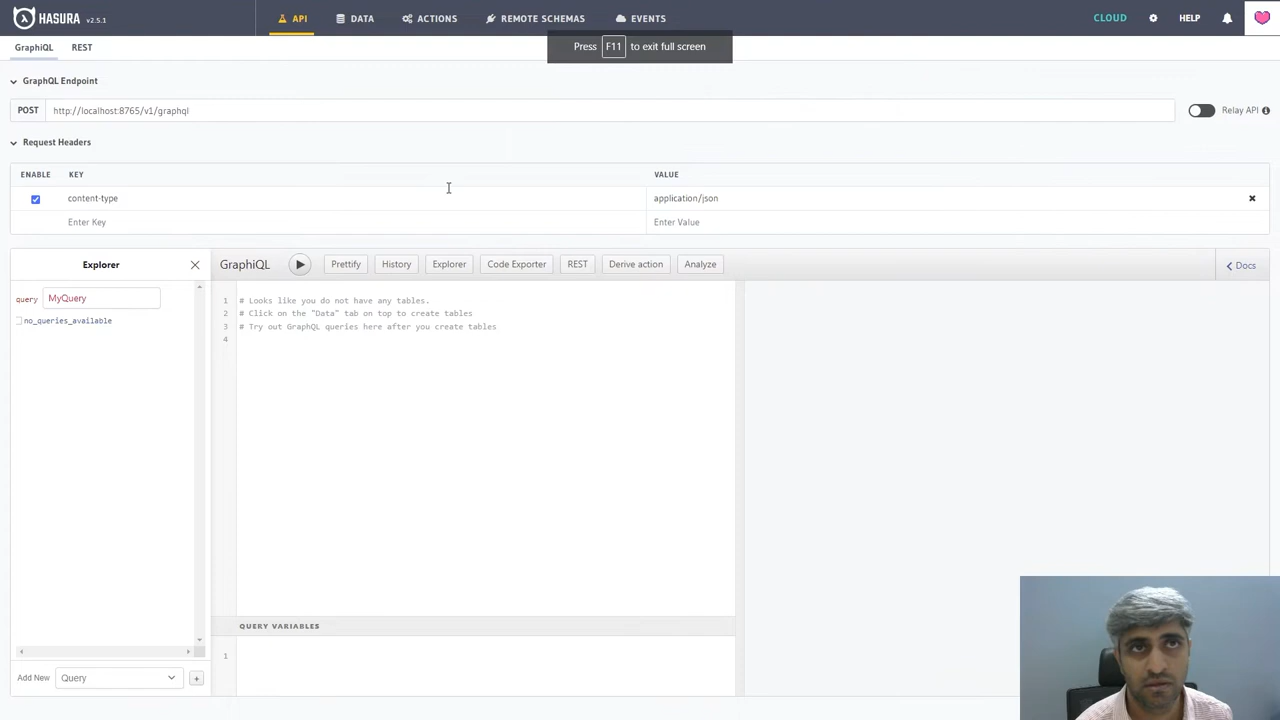 HASURA v2.5.1 API DATA ACTIONS REMOTE SCHEMAS EVENTS CLOUD HELP
Press F11 to exit full screen
GraphiQL REST
GraphQL Endpoint
POST http://localhost:8765/v1/graphql Relay API
Request Headers
ENABLE KEY VALUE
content-type application/json
Enter Key Enter Value
Explorer
GraphiQL Prettify History Explorer Code Exporter REST Derive action Analyze Docs
query MyQuery
no_queries_available
1 # Looks like you do not have any tables.
2 # Click on the "Data" tab on top to create tables
3 # Try out GraphQL queries here after you create tables
4
QUERY VARIABLES
1
Add New Query +